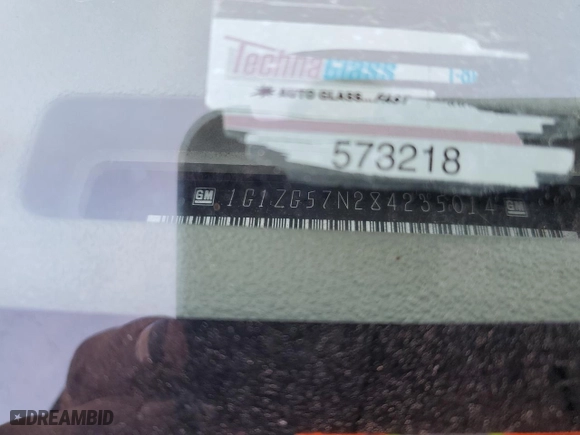 TechnaGlass
AUTO GLASS
573218
GM 1G1ZG57N284235014 GM
DREAMBID